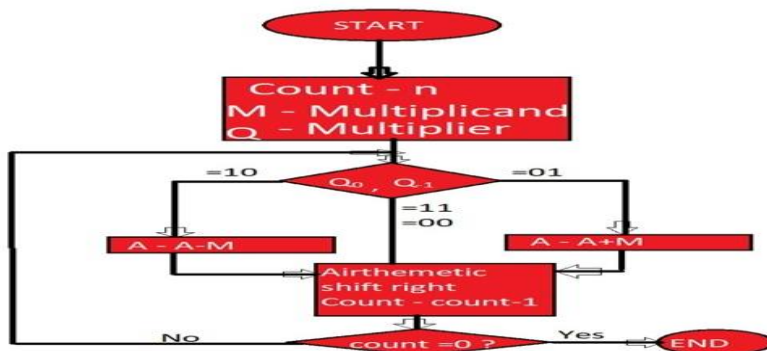 START
Count - n
M - Multiplicand
Q - Multiplier
=10
Q0 , Q-1
=01
=11
=00
A - A-M
A - A+M
Airthemetic
shift right
Count - count-1
No
count =0 ?
Yes
END